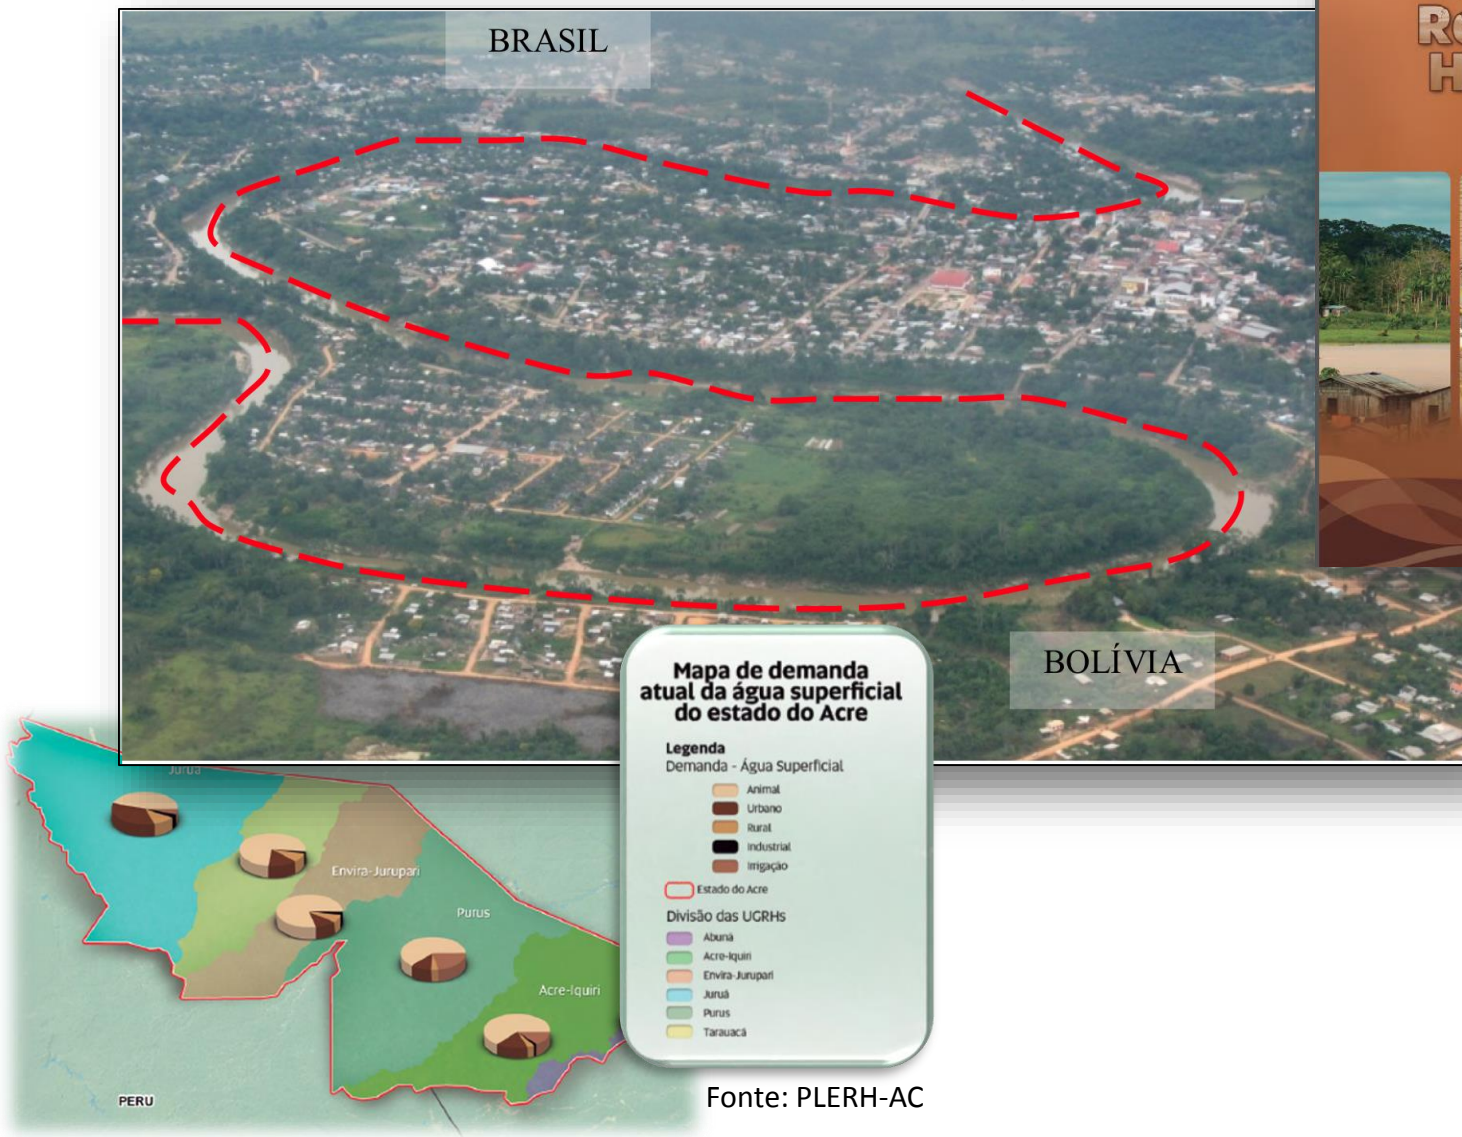 BRASIL
BOLÍVIA
Mapa de demanda
atual da água superficial
do estado do Acre
Legenda
Demanda - Água Superficial
Animal
Urbano
Rural
Industrial
Irrigação
Estado do Acre
Divisão das UGRHs
Abunã
Acre-Iquiri
Envira-Jurupari
Juruá
Purus
Tarauacá
Juruá
Envira-Jurupari
Purus
Acre-Iquiri
PERU
Fonte: PLERH-AC